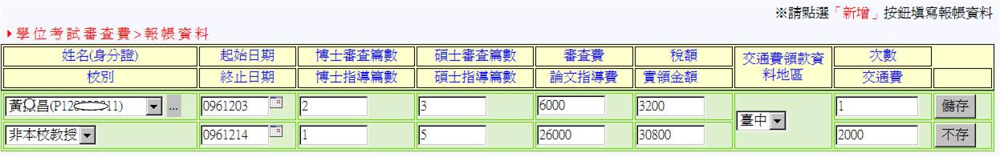 ※請點選「新增」按鈕填寫報帳資料
學位考試審查費>報帳資料
姓名(身分證) 起始日期 博士審查篇數 碩士審查篇數 審查費 稅額 交通費領款資料地區 次數
校別 終止日期 博士指導篇數 碩士指導篇數 論文指導費 實領金額 交通費
黃 昌(P12 11) ... 0961203 2 3 6000 3200 臺中 1 儲存
非本校教授 0961214 1 5 26000 30800 2000 不存